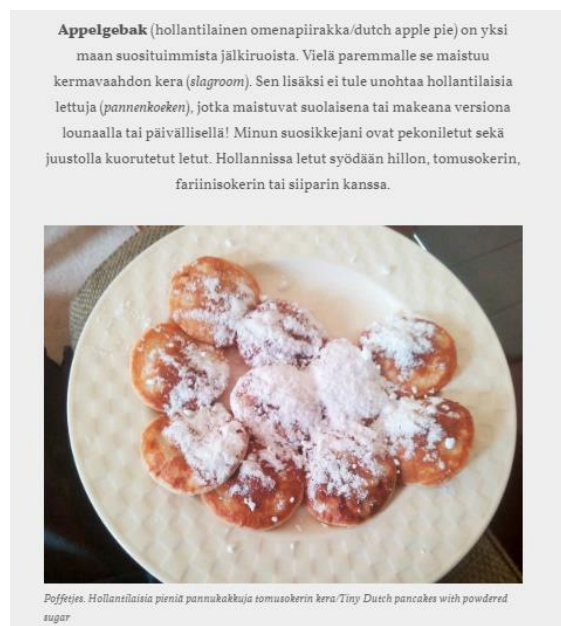 Appelgebak (hollantilainen omenapiirakka/dutch apple pie) on yksi
maan suosituimmista jälkiruoista. Vielä paremmalle se maistuu
kermavaahdon kera (slagroom). Sen lisäksi ei tule unohtaa hollantilaisia
lettuja (pannenkoeken), jotka maistuvat suolaisena tai makeana versiona
lounaalla tai päivällisellä! Minun suosikkejani ovat pekoniletut sekä
juustolla kuorutetut letut. Hollannissa letut syödään hillon, tomusokerin,
fariinisokerin tai siiparin kanssa.
Poffetjes. Hollantilaisia pieniä pannukakkuja tomusokerin kera/Tiny Dutch pancakes with powdered
sugar